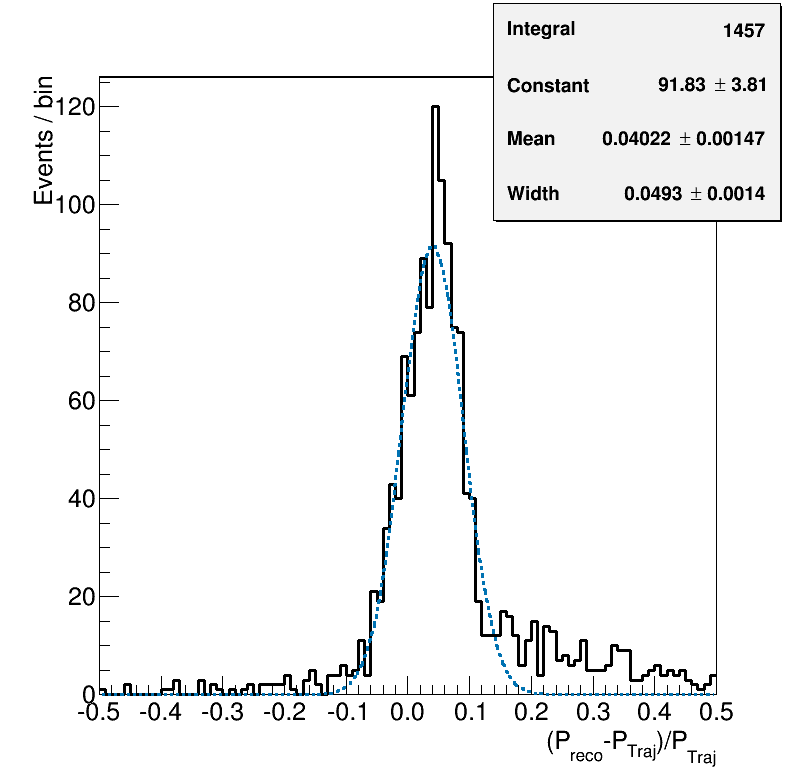 Integral 1457
Constant 91.83 ± 3.81
Mean 0.04022 ± 0.00147
Width 0.0493 ± 0.0014
Events / bin
120
100
80
60
40
20
0
-0.5 -0.4 -0.3 -0.2 -0.1 0.0 0.1 0.2 0.3 0.4 0.5
(P_reco-P_Traj)/P_Traj